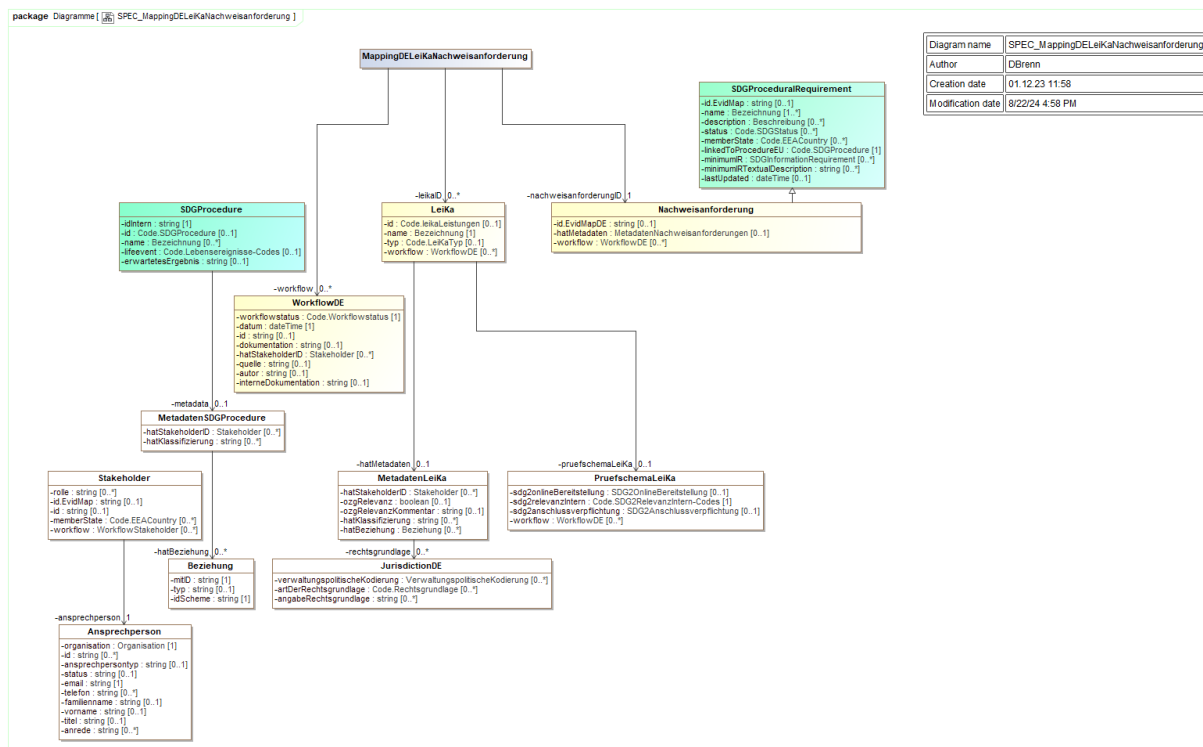 package Diagramme [ SPEC_MappingDELeiKaNachweisanforderung ]
Diagram name SPEC_MappingDELeiKaNachweisanforderung
Author DBrenn
Creation date 01.12.23 11:58
Modification date 8/22/24 4:58 PM
MappingDELeiKaNachweisanforderung
SDGProceduralRequirement
-id.EvidMap : string [0..1]
-name : Bezeichnung [1..*]
-description : Beschreibung [0..*]
-status : Code.SDGStatus [0..*]
-memberState : Code.EEACountry [0..*]
-linkedToProcedureEU : Code.SDGProcedure [1]
-minimumIR : SDGInformationRequirement [0..*]
-minimumIRTextualDescription : string [0..*]
-lastUpdated : dateTime [0..1]
-leikaID 0..*
-nachweisanforderungID 1
SDGProcedure
-idIntern : string [1]
-id : Code.SDGProcedure [0..1]
-name : Bezeichnung [0..*]
-lifeevent : Code.Lebensereignisse-Codes [0..1]
-erwartetesErgebnis : string [0..1]
LeiKa
-id : Code.leikaLeistungen [0..1]
-name : Bezeichnung [1]
-typ : Code.LeiKaTyp [0..1]
-workflow : WorkflowDE [0..*]
Nachweisanforderung
-id.EvidMapDE : string [0..1]
-hatMetadaten : MetadatenNachweisanforderungen [0..1]
-workflow : WorkflowDE [0..*]
-workflow 0..*
WorkflowDE
-workflowstatus : Code.Workflowstatus [1]
-datum : dateTime [1]
-id : string [0..1]
-dokumentation : string [0..1]
-hatStakeholderID : Stakeholder [0..*]
-quelle : string [0..1]
-autor : string [0..1]
-interneDokumentation : string [0..1]
-metadata 0..1
MetadatenSDGProcedure
-hatStakeholderID : Stakeholder [0..*]
-hatKlassifizierung : string [0..*]
-hatMetadaten 0..1
-pruefschemaLeiKa 0..1
Stakeholder
-rolle : string [0..*]
-id.EvidMap : string [0..1]
-id : string [0..1]
-memberState : Code.EEACountry [0..*]
-workflow : WorkflowStakeholder [0..*]
MetadatenLeiKa
-hatStakeholderID : Stakeholder [0..*]
-ozgRelevanz : boolean [0..1]
-ozgRelevanzKommentar : string [0..1]
-hatKlassifizierung : string [0..*]
-hatBeziehung : Beziehung [0..*]
PruefschemaLeiKa
-sdg2onlineBereitstellung : SDG2OnlineBereitstellung [0..1]
-sdg2relevanzIntern : Code.SDG2RelevanzIntern-Codes [1]
-sdg2anschlussverpflichtung : SDG2Anschlussverpflichtung [0..1]
-workflow : WorkflowDE [0..*]
-hatBeziehung 0..*
-rechtsgrundlage 0..*
Beziehung
-mitID : string [1]
-typ : string [0..1]
-idScheme : string [1]
JurisdictionDE
-verwaltungspolitischeKodierung : VerwaltungspolitischeKodierung [0..*]
-artDerRechtsgrundlage : Code.Rechtsgrundlage [0..*]
-angabeRechtsgrundlage : string [0..*]
-ansprechperson 1
Ansprechperson
-organisation : Organisation [1]
-id : string [0..*]
-ansprechpersontyp : string [0..1]
-status : string [0..1]
-email : string [1]
-telefon : string [0..*]
-familienname : string [0..1]
-vorname : string [0..1]
-titel : string [0..1]
-anrede : string [0..*]